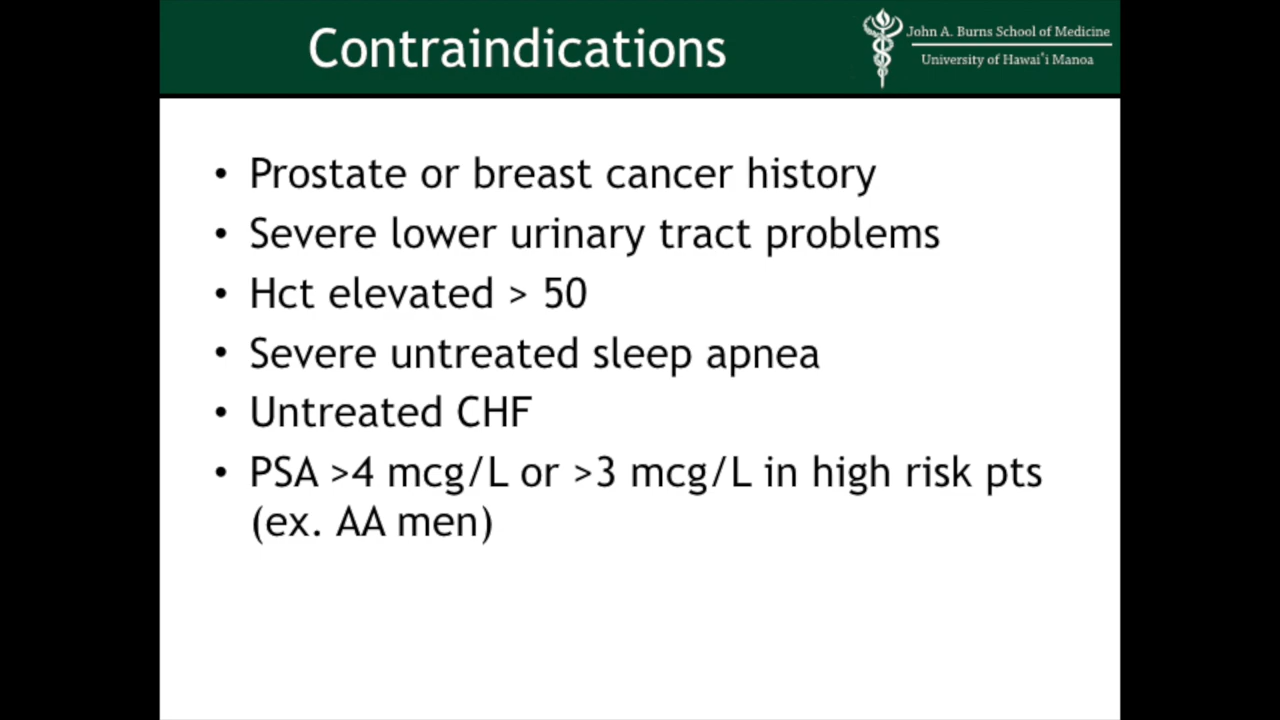 Contraindications
John A. Burns School of Medicine
University of Hawai`i Manoa
• Prostate or breast cancer history
• Severe lower urinary tract problems
• Hct elevated > 50
• Severe untreated sleep apnea
• Untreated CHF
• PSA >4 mcg/L or >3 mcg/L in high risk pts
(ex. AA men)